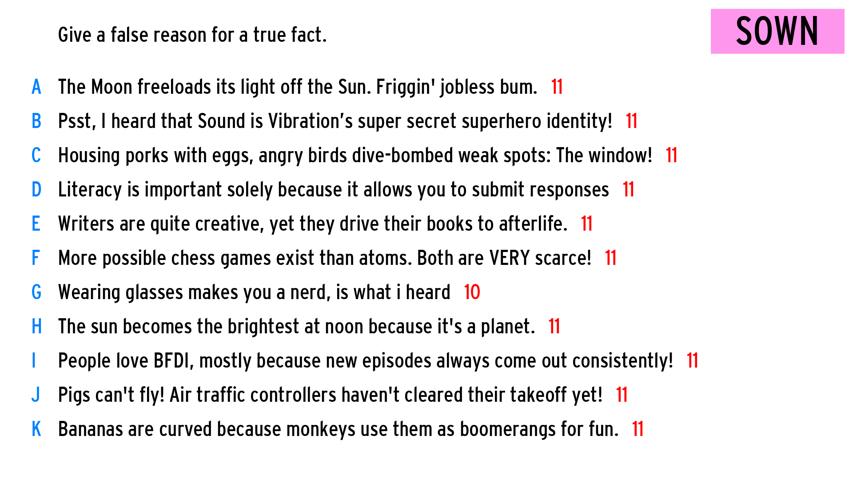 Give a false reason for a true fact.
SOWN
A The Moon freeloads its light off the Sun. Friggin' jobless bum. 11
B Psst, I heard that Sound is Vibration’s super secret superhero identity! 11
C Housing porks with eggs, angry birds dive-bombed weak spots: The window! 11
D Literacy is important solely because it allows you to submit responses 11
E Writers are quite creative, yet they drive their books to afterlife. 11
F More possible chess games exist than atoms. Both are VERY scarce! 11
G Wearing glasses makes you a nerd, is what i heard 10
H The sun becomes the brightest at noon because it's a planet. 11
I People love BFDI, mostly because new episodes always come out consistently! 11
J Pigs can't fly! Air traffic controllers haven't cleared their takeoff yet! 11
K Bananas are curved because monkeys use them as boomerangs for fun. 11